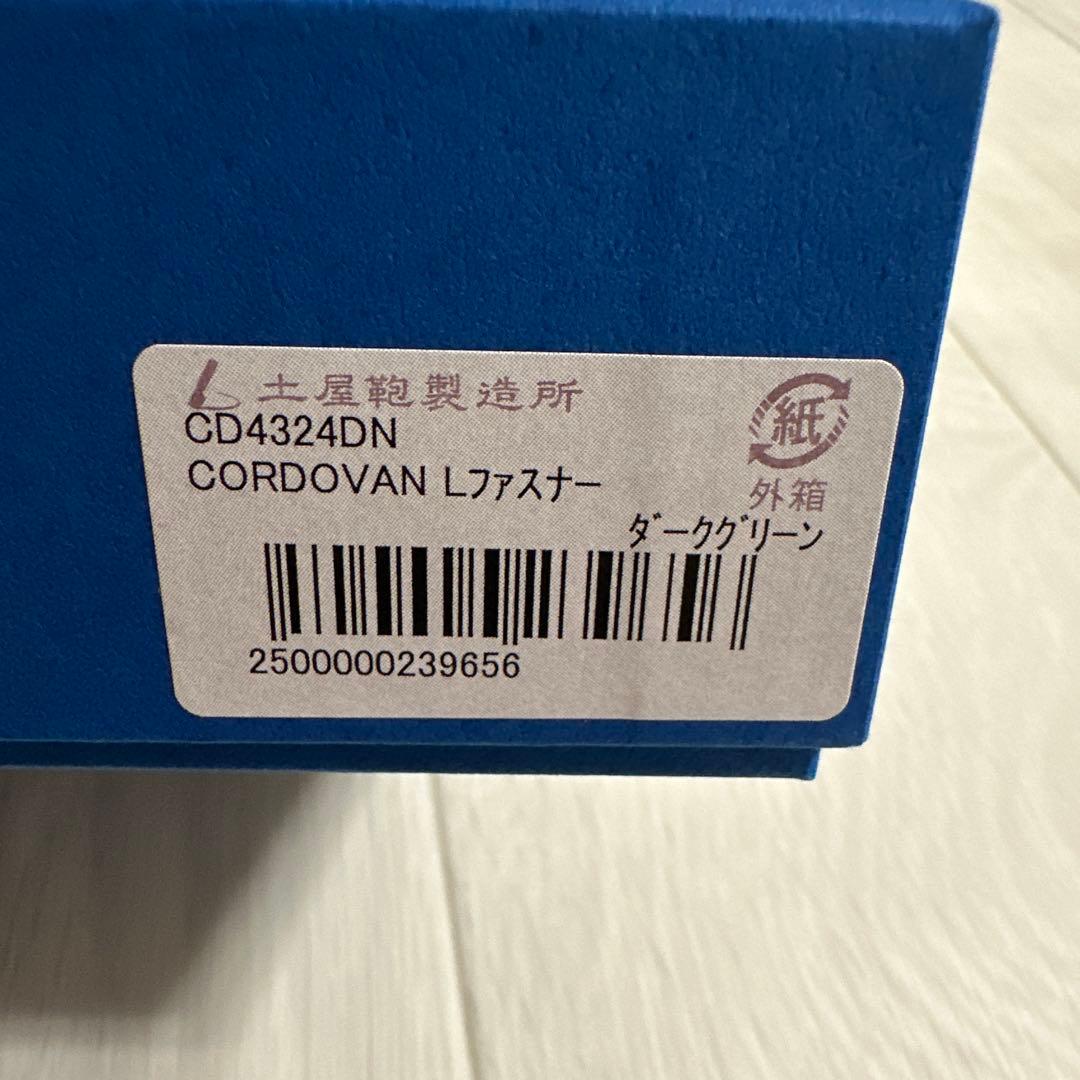 土屋鞄製造所
紙
CD4324DN
CORDOVAN Lﾌｧｽﾅｰ
外箱
ﾀﾞｰｸｸﾞﾘｰﾝ
2500000239656